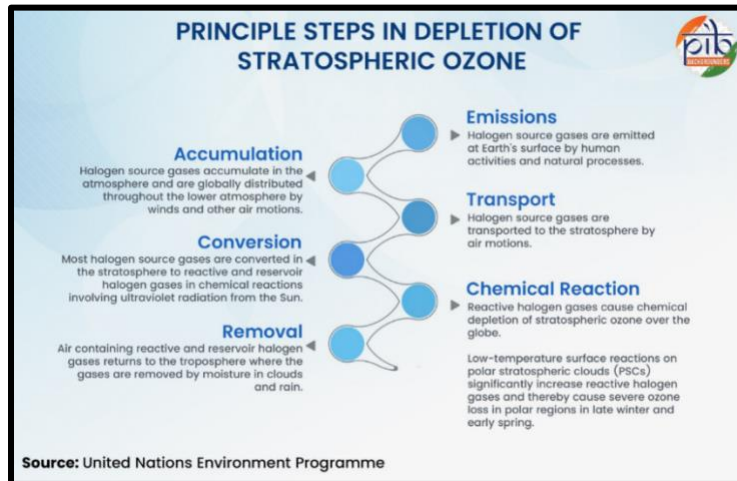 PRINCIPLE STEPS IN DEPLETION OF
STRATOSPHERIC OZONE
pib
BACKGROUNDERS
Emissions
Halogen source gases are emitted
at Earth's surface by human
activities and natural processes.
Accumulation
Halogen source gases accumulate in the
atmosphere and are globally distributed
throughout the lower atmosphere by
winds and other air motions.
Transport
Halogen source gases are
transported to the stratosphere by
air motions.
Conversion
Most halogen source gases are converted in
the stratosphere to reactive and reservoir
halogen gases in chemical reactions
involving ultraviolet radiation from the Sun.
Chemical Reaction
Reactive halogen gases cause chemical
depletion of stratospheric ozone over the
globe.
Low-temperature surface reactions on
polar stratospheric clouds (PSCs)
significantly increase reactive halogen
gases and thereby cause severe ozone
loss in polar regions in late winter and
early spring.
Removal
Air containing reactive and reservoir halogen
gases returns to the troposphere where the
gases are removed by moisture in clouds
and rain.
Source: United Nations Environment Programme